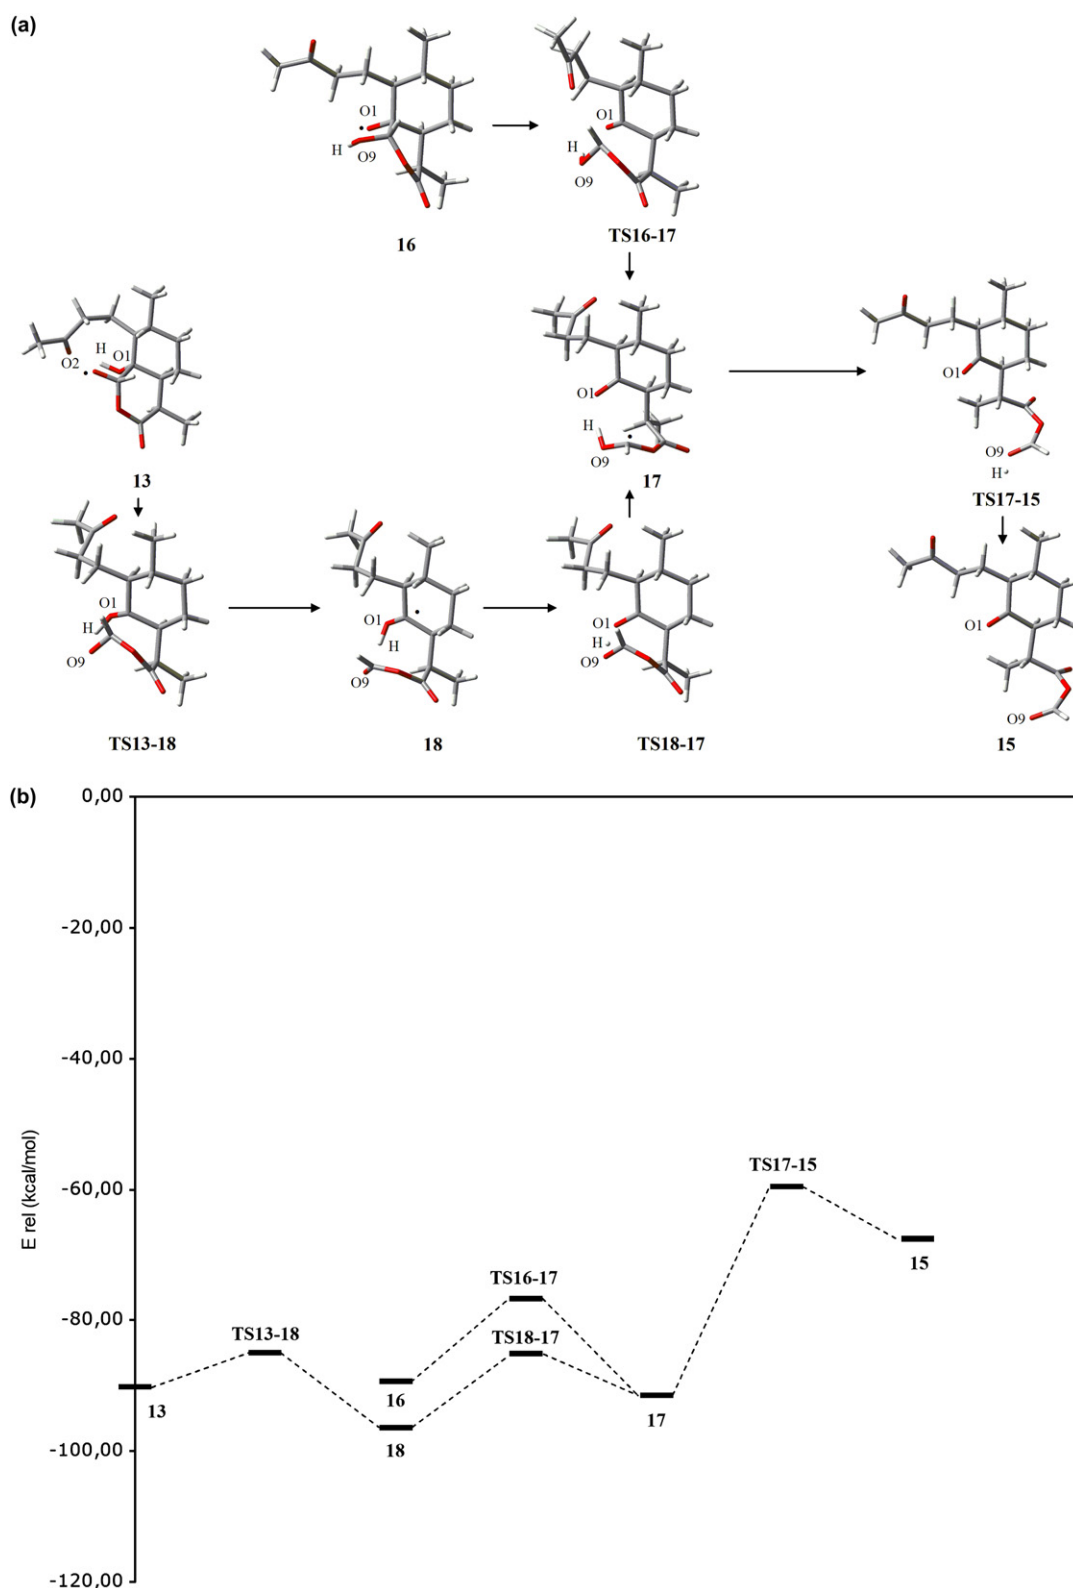 (a)
O1
H
O9
16
O1
H
O9
TS16-17
H
O1
O2
13
O1
H
O9
17
O1
O9
H
TS17-15
O1
H
O9
TS13-18
O1
H
O9
18
O1
H
O9
TS18-17
O1
O9
15
(b)
0,00
-20,00
-40,00
-60,00
-80,00
-100,00
-120,00
E rel (kcal/mol)
TS17-15
15
TS16-17
TS13-18
TS18-17
13
16
18
17